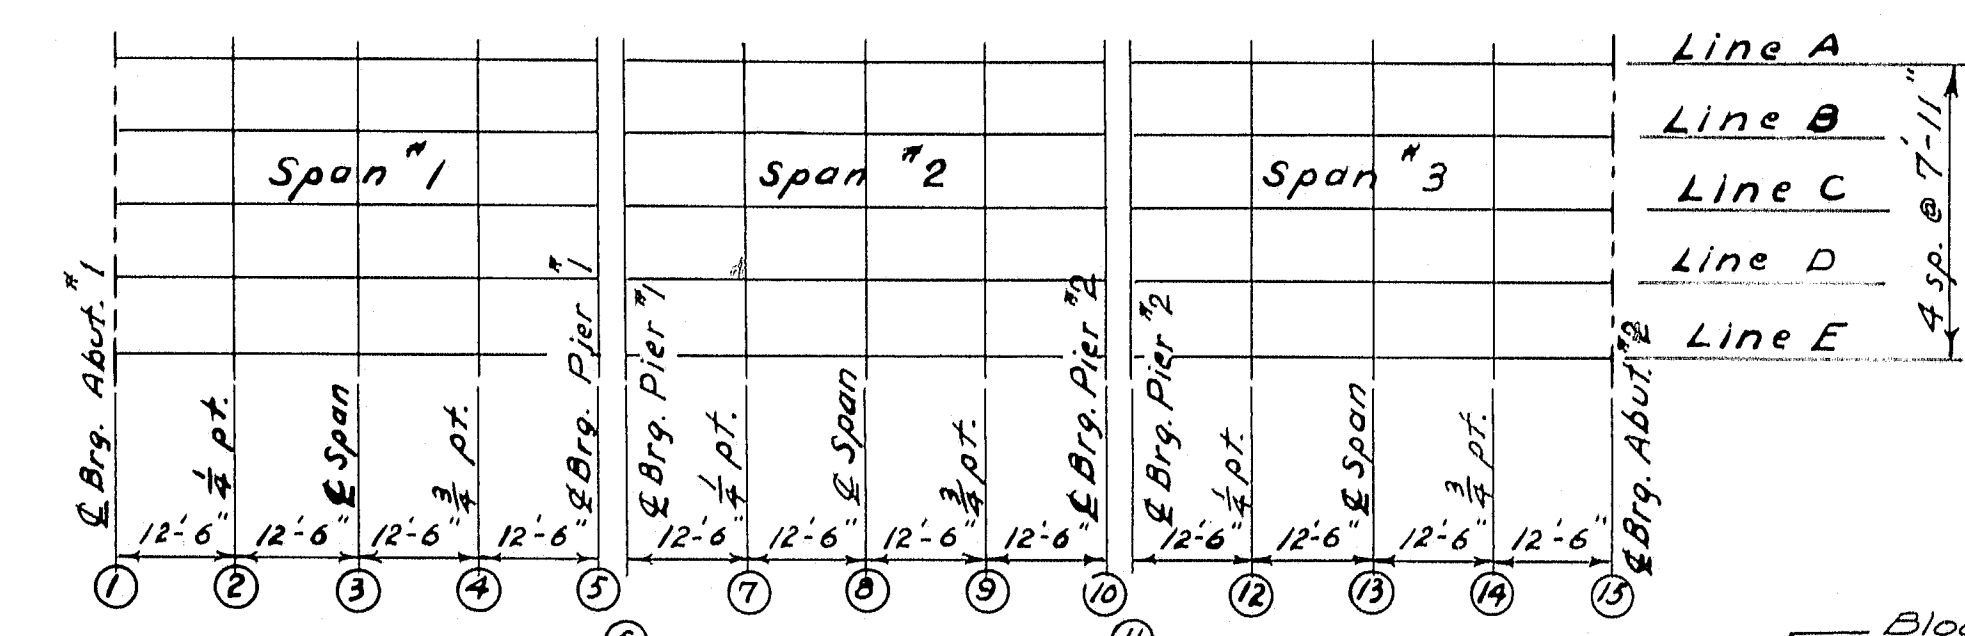 Line A
Line B
Line C
Line D
Line E
4 sp. @ 7'-11"
Span #1
Span #2
Span #3
℄ Brg. Abut. #1
1/4 pt.
℄ Span
3/4 pt.
℄ Brg. Pier #1
℄ Brg. Pier #1
1/4 pt.
℄ Span
3/4 pt.
℄ Brg. Pier #2
℄ Brg. Pier #2
1/4 pt.
℄ Span
3/4 pt.
℄ Brg. Abut. #2
12'-6" 12'-6" 12'-6" 12'-6" 12'-6" 12'-6" 12'-6" 12'-6" 12'-6" 12'-6" 12'-6" 12'-6"
1 2 3 4 5 7 8 9 10 12 13 14 15
11